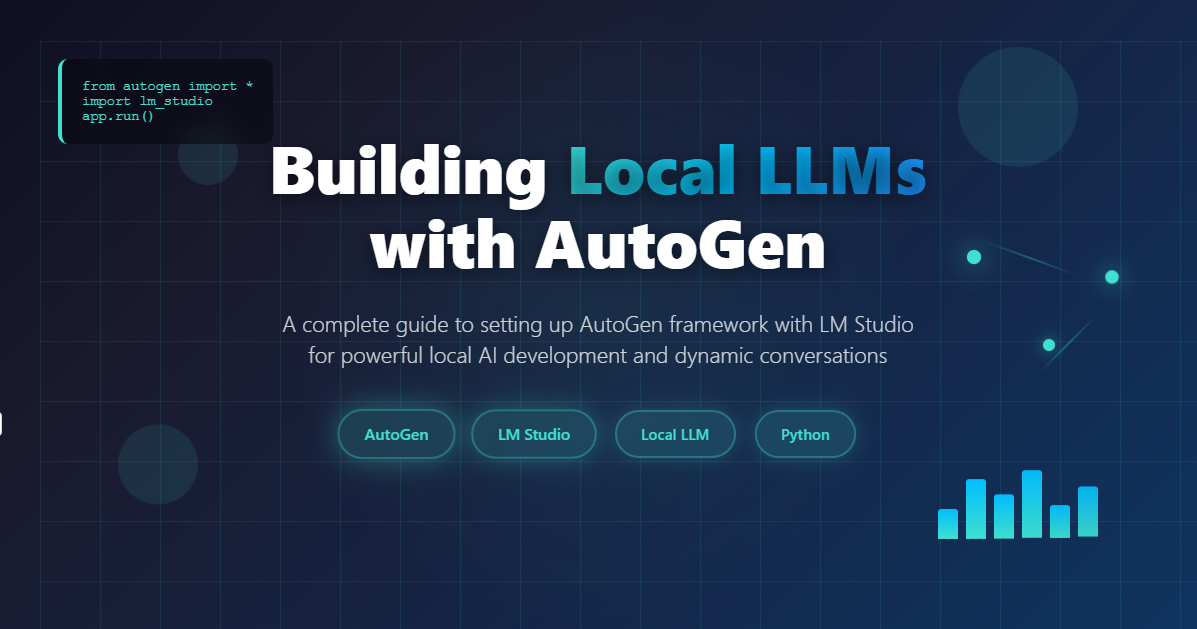 from autogen import *
import lm_studio
app.run()
Building Local LLMs
with AutoGen
A complete guide to setting up AutoGen framework with LM Studio
for powerful local AI development and dynamic conversations
AutoGen
LM Studio
Local LLM
Python